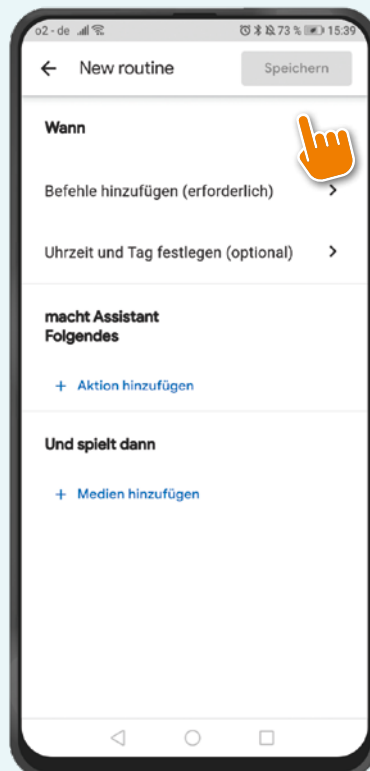 o2-de 73 % 15:39
New routine Speichern
Wann
Befehle hinzufügen (erforderlich)
Uhrzeit und Tag festlegen (optional)
macht Assistant
Folgendes
+ Aktion hinzufügen
Und spielt dann
+ Medien hinzufügen